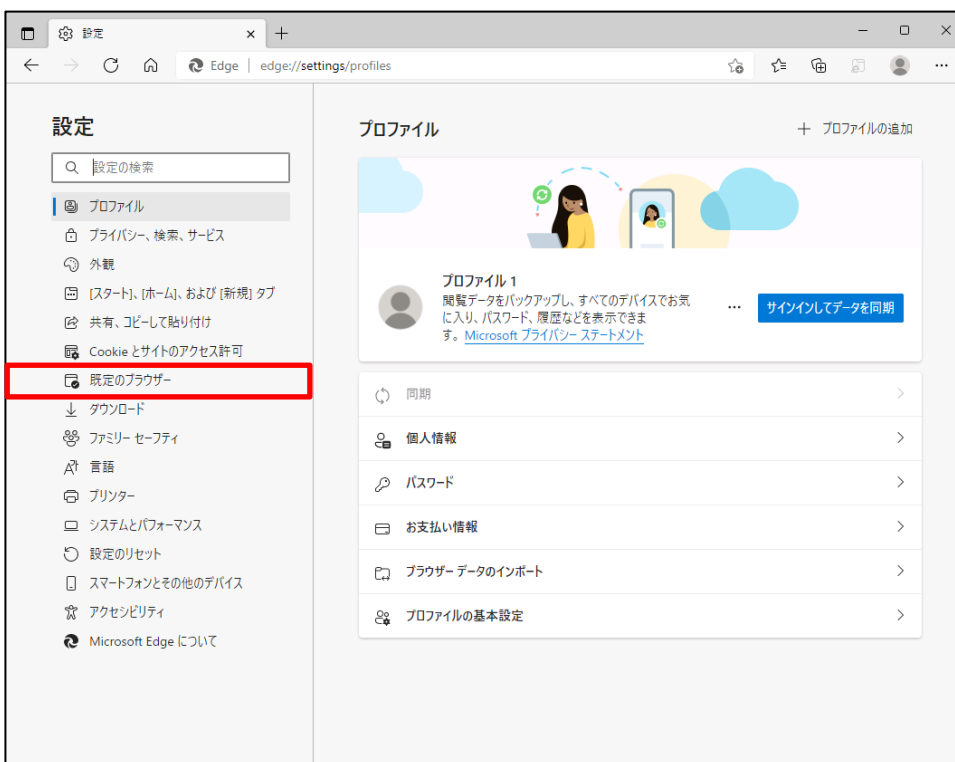 設定
Edge
edge://settings/profiles
設定
設定の検索
プロファイル
プライバシー、検索、サービス
外観
[スタート]、[ホーム]、および [新規] タブ
共有、コピーして貼り付け
Cookie とサイトのアクセス許可
既定のブラウザー
ダウンロード
ファミリー セーフティ
言語
プリンター
システムとパフォーマンス
設定のリセット
スマートフォンとその他のデバイス
アクセシビリティ
Microsoft Edge について
プロファイル
プロファイルの追加
プロファイル 1
閲覧データをバックアップし、すべてのデバイスでお気
に入り、パスワード、履歴などを表示できま
す。Microsoft プライバシー ステートメント
サインインしてデータを同期
同期
個人情報
パスワード
お支払い情報
ブラウザー データのインポート
プロファイルの基本設定